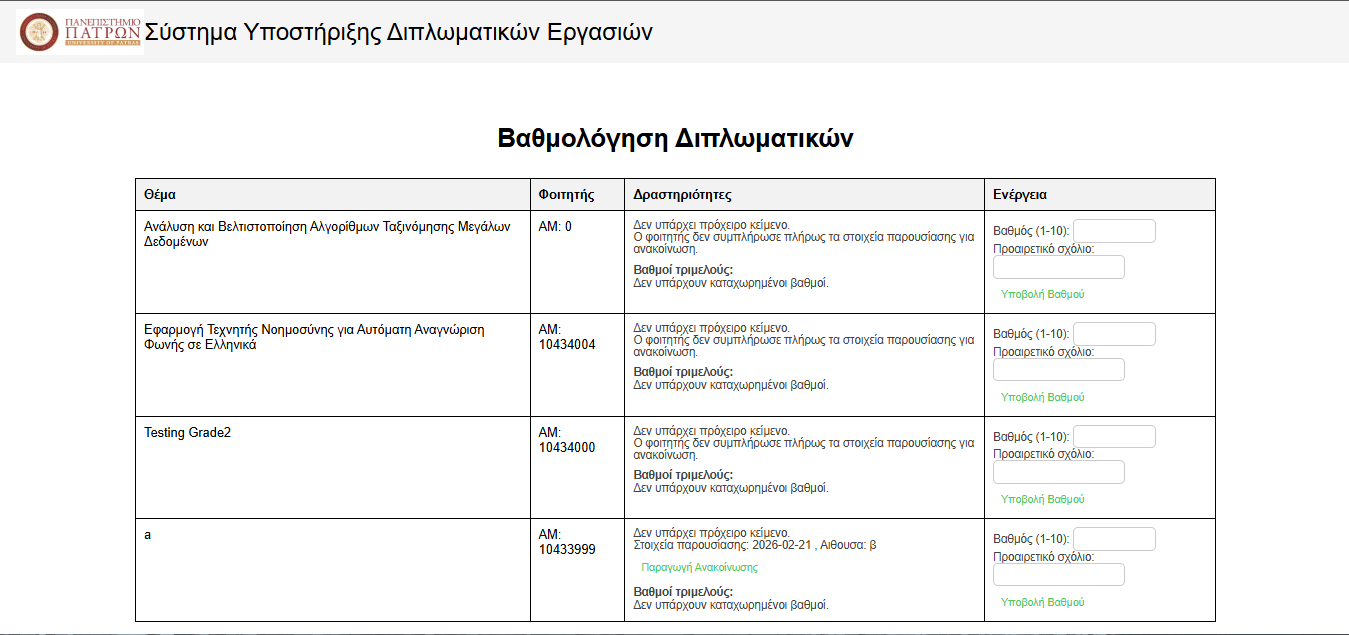 ΠΑΝΕΠΙΣΤΗΜΙΟ
ΠΑΤΡΩΝ
UNIVERSITY OF PATRAS
Σύστημα Υποστήριξης Διπλωματικών Εργασιών
Βαθμολόγηση Διπλωματικών
Θέμα
Φοιτητής
Δραστηριότητες
Ενέργεια
Ανάλυση και Βελτιστοποίηση Αλγορίθμων Ταξινόμησης Μεγάλων
Δεδομένων
ΑΜ: 0
Δεν υπάρχει πρόχειρο κείμενο.
Ο φοιτητής δεν συμπλήρωσε πλήρως τα στοιχεία παρουσίασης για
ανακοίνωση.
Βαθμοί τριμελούς:
Δεν υπάρχουν καταχωρημένοι βαθμοί.
Βαθμός (1-10):
Προαιρετικό σχόλιο:
Υποβολή Βαθμού
Εφαρμογή Τεχνητής Νοημοσύνης για Αυτόματη Αναγνώριση
Φωνής σε Ελληνικά
ΑΜ:
10434004
Δεν υπάρχει πρόχειρο κείμενο.
Ο φοιτητής δεν συμπλήρωσε πλήρως τα στοιχεία παρουσίασης για
ανακοίνωση.
Βαθμοί τριμελούς:
Δεν υπάρχουν καταχωρημένοι βαθμοί.
Βαθμός (1-10):
Προαιρετικό σχόλιο:
Υποβολή Βαθμού
Testing Grade2
ΑΜ:
10434000
Δεν υπάρχει πρόχειρο κείμενο.
Ο φοιτητής δεν συμπλήρωσε πλήρως τα στοιχεία παρουσίασης για
ανακοίνωση.
Βαθμοί τριμελούς:
Δεν υπάρχουν καταχωρημένοι βαθμοί.
Βαθμός (1-10):
Προαιρετικό σχόλιο:
Υποβολή Βαθμού
a
ΑΜ:
10433999
Δεν υπάρχει πρόχειρο κείμενο.
Στοιχεία παρουσίασης: 2026-02-21 , Αιθουσα: β
Παραγωγή Ανακοίνωσης
Βαθμοί τριμελούς:
Δεν υπάρχουν καταχωρημένοι βαθμοί.
Βαθμός (1-10):
Προαιρετικό σχόλιο:
Υποβολή Βαθμού